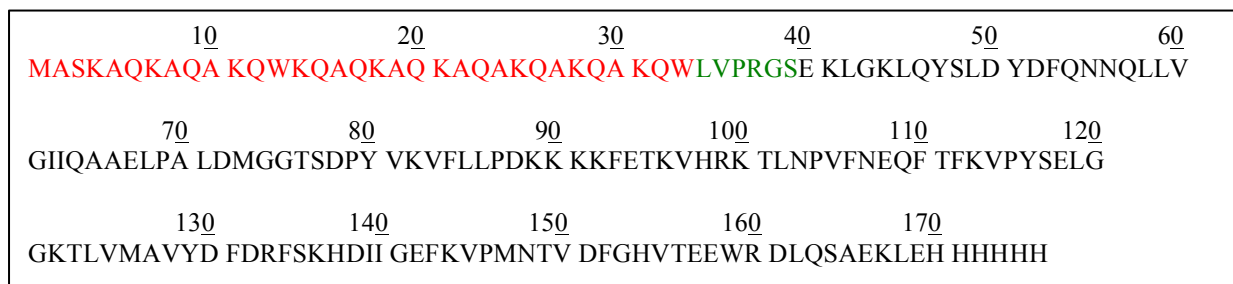 10 20 30 40 50 60
MASKAQKAQA KQWKQAQKAQ KAQAKQAKQA KQWLVPRGSE KLGKLQYSLD YDFQNNQLLV
70 80 90 100 110 120
GIIQAAELPA LDMGGTSDPY VKVFLLPDKK KKFETKVHRK TLNPVFNEQF TFKVPYSELG
130 140 150 160 170
GKTLVMAVYD FDRFSKHDII GEFKVPMNTV DFGHVTEEWR DLQSAEKLEH HHHHH